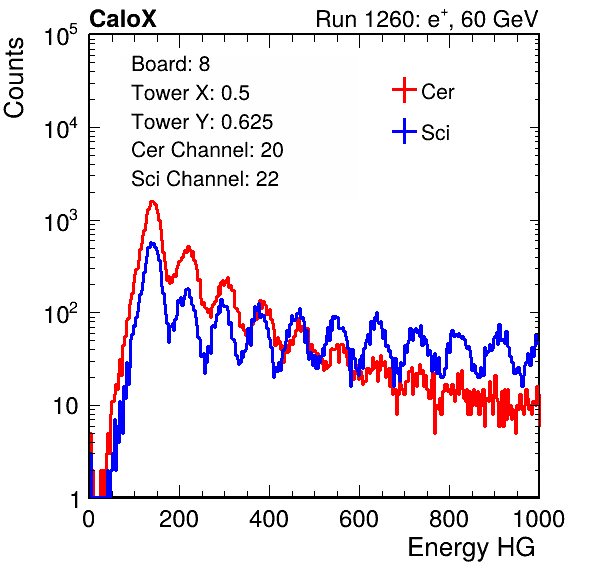 CaloX Run 1260: e⁺, 60 GeV
Counts
10⁵
10⁴
10³
10²
10
1
Board: 8
Tower X: 0.5
Tower Y: 0.625
Cer Channel: 20
Sci Channel: 22
Cer
Sci
0 200 400 600 800 1000
Energy HG